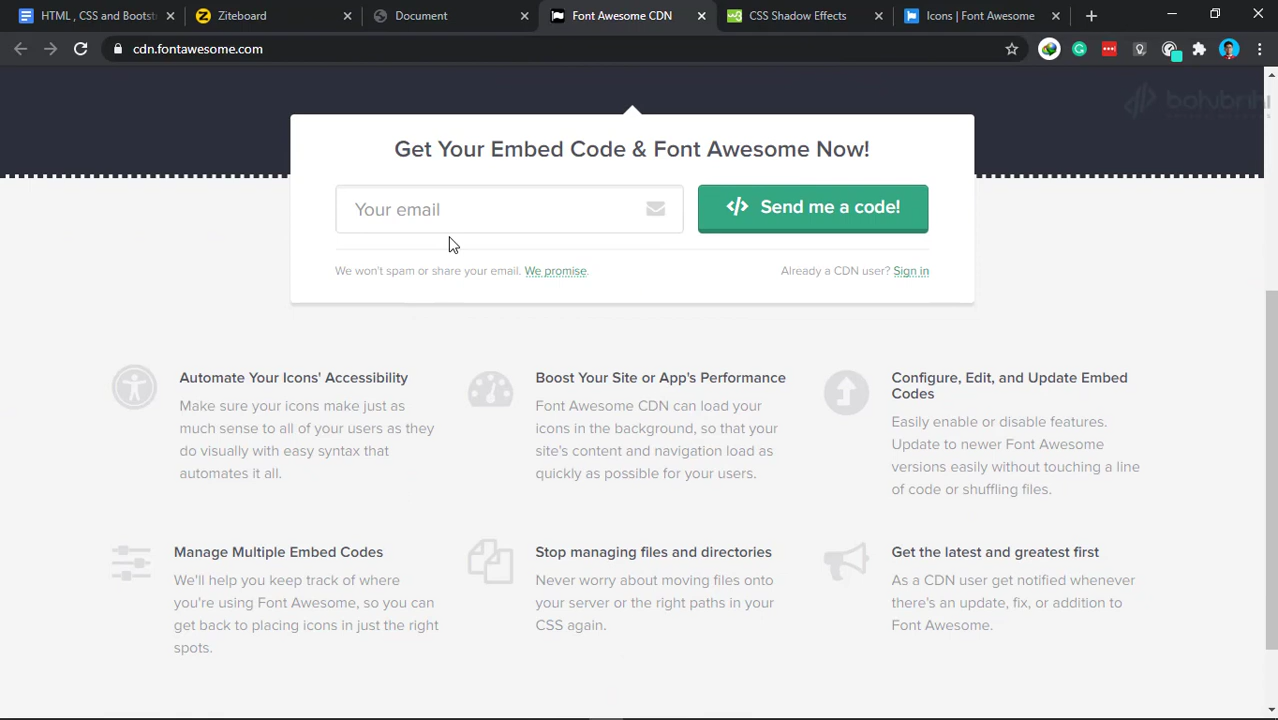 HTML , CSS and Bootst
Ziteboard
Document
Font Awesome CDN
CSS Shadow Effects
Icons | Font Awesome
cdn.fontawesome.com
bohubrihi
Get Your Embed Code & Font Awesome Now!
Your email
Send me a code!
We won't spam or share your email. We promise.
Already a CDN user? Sign in
Automate Your Icons' Accessibility
Make sure your icons make just as
much sense to all of your users as they
do visually with easy syntax that
automates it all.
Boost Your Site or App's Performance
Font Awesome CDN can load your
icons in the background, so that your
site's content and navigation load as
quickly as possible for your users.
Configure, Edit, and Update Embed
Codes
Easily enable or disable features.
Update to newer Font Awesome
versions easily without touching a line
of code or shuffling files.
Manage Multiple Embed Codes
We'll help you keep track of where
you're using Font Awesome, so you can
get back to placing icons in just the right
spots.
Stop managing files and directories
Never worry about moving files onto
your server or the right paths in your
CSS again.
Get the latest and greatest first
As a CDN user get notified whenever
there's an update, fix, or addition to
Font Awesome.